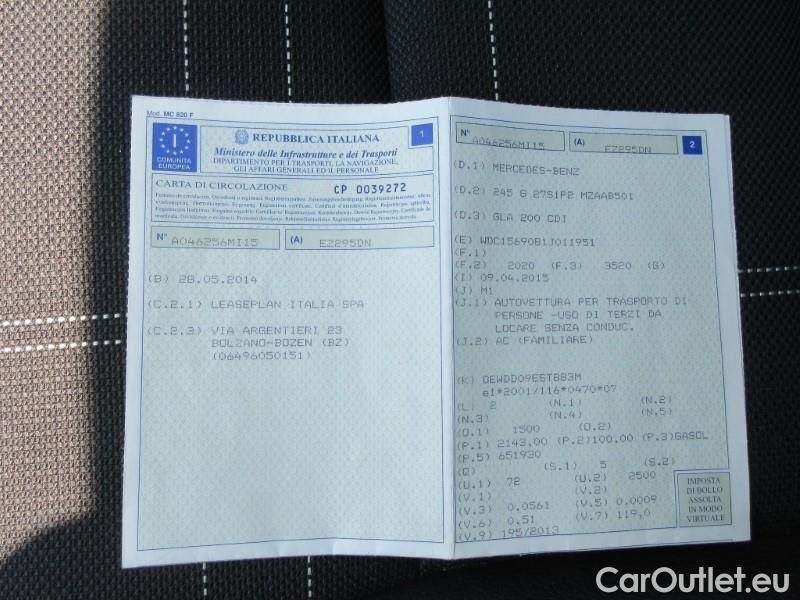 Mod. MC 820 F
I
COMUNITÀ
EUROPEA
REPUBBLICA ITALIANA
1
Ministero delle Infrastrutture e dei Trasporti
DIPARTIMENTO PER I TRASPORTI, LA NAVIGAZIONE,
GLI AFFARI GENERALI ED IL PERSONALE
CARTA DI CIRCOLAZIONE CP 0039272
N° A046256MI15 (A) EZ295DN
(B) 28.05.2014
(C.2.1) LEASEPLAN ITALIA SPA
(C.2.3) VIA ARGENTIERI 23
BOLZANO-BOZEN (BZ)
(06496050151)
N° A046256MI15 (A) EZ295DN 2
(D.1) MERCEDES-BENZ
(D.2) 245 G 27S1P2 MZAAB501
(D.3) GLA 200 CDI
(E) WDC15690B1J011951
(F.1)
(F.2) 2020 (F.3) 3520 (G)
(I) 09.04.2015
(J) M1
(J.1) AUTOVETTURA PER TRASPORTO DI
PERSONE -USO DI TERZI DA
LOCARE SENZA CONDUC.
(J.2) AC (FAMILIARE)
(K) OEWDD09EST883M
e1*2001/116*0470*07
(L) 2 (N.1) (N.2)
(N.3) (N.4) (N.5)
(O.1) 1500 (O.2)
(P.1) 2143,00 (P.2)100,00 (P.3)GASOL
(P.5) 651930
(Q) (S.1) 5 (S.2)
(U.1) 72 (U.2) 2500
(V.1) (V.2)
(V.3) 0,0561 (V.5) 0,0009
(V.6) 0,51 (V.7) 119,0
(V.9) 195/2013
IMPOSTA
DI BOLLO
ASSOLTA
IN MODO
VIRTUALE
CarOutlet.eu